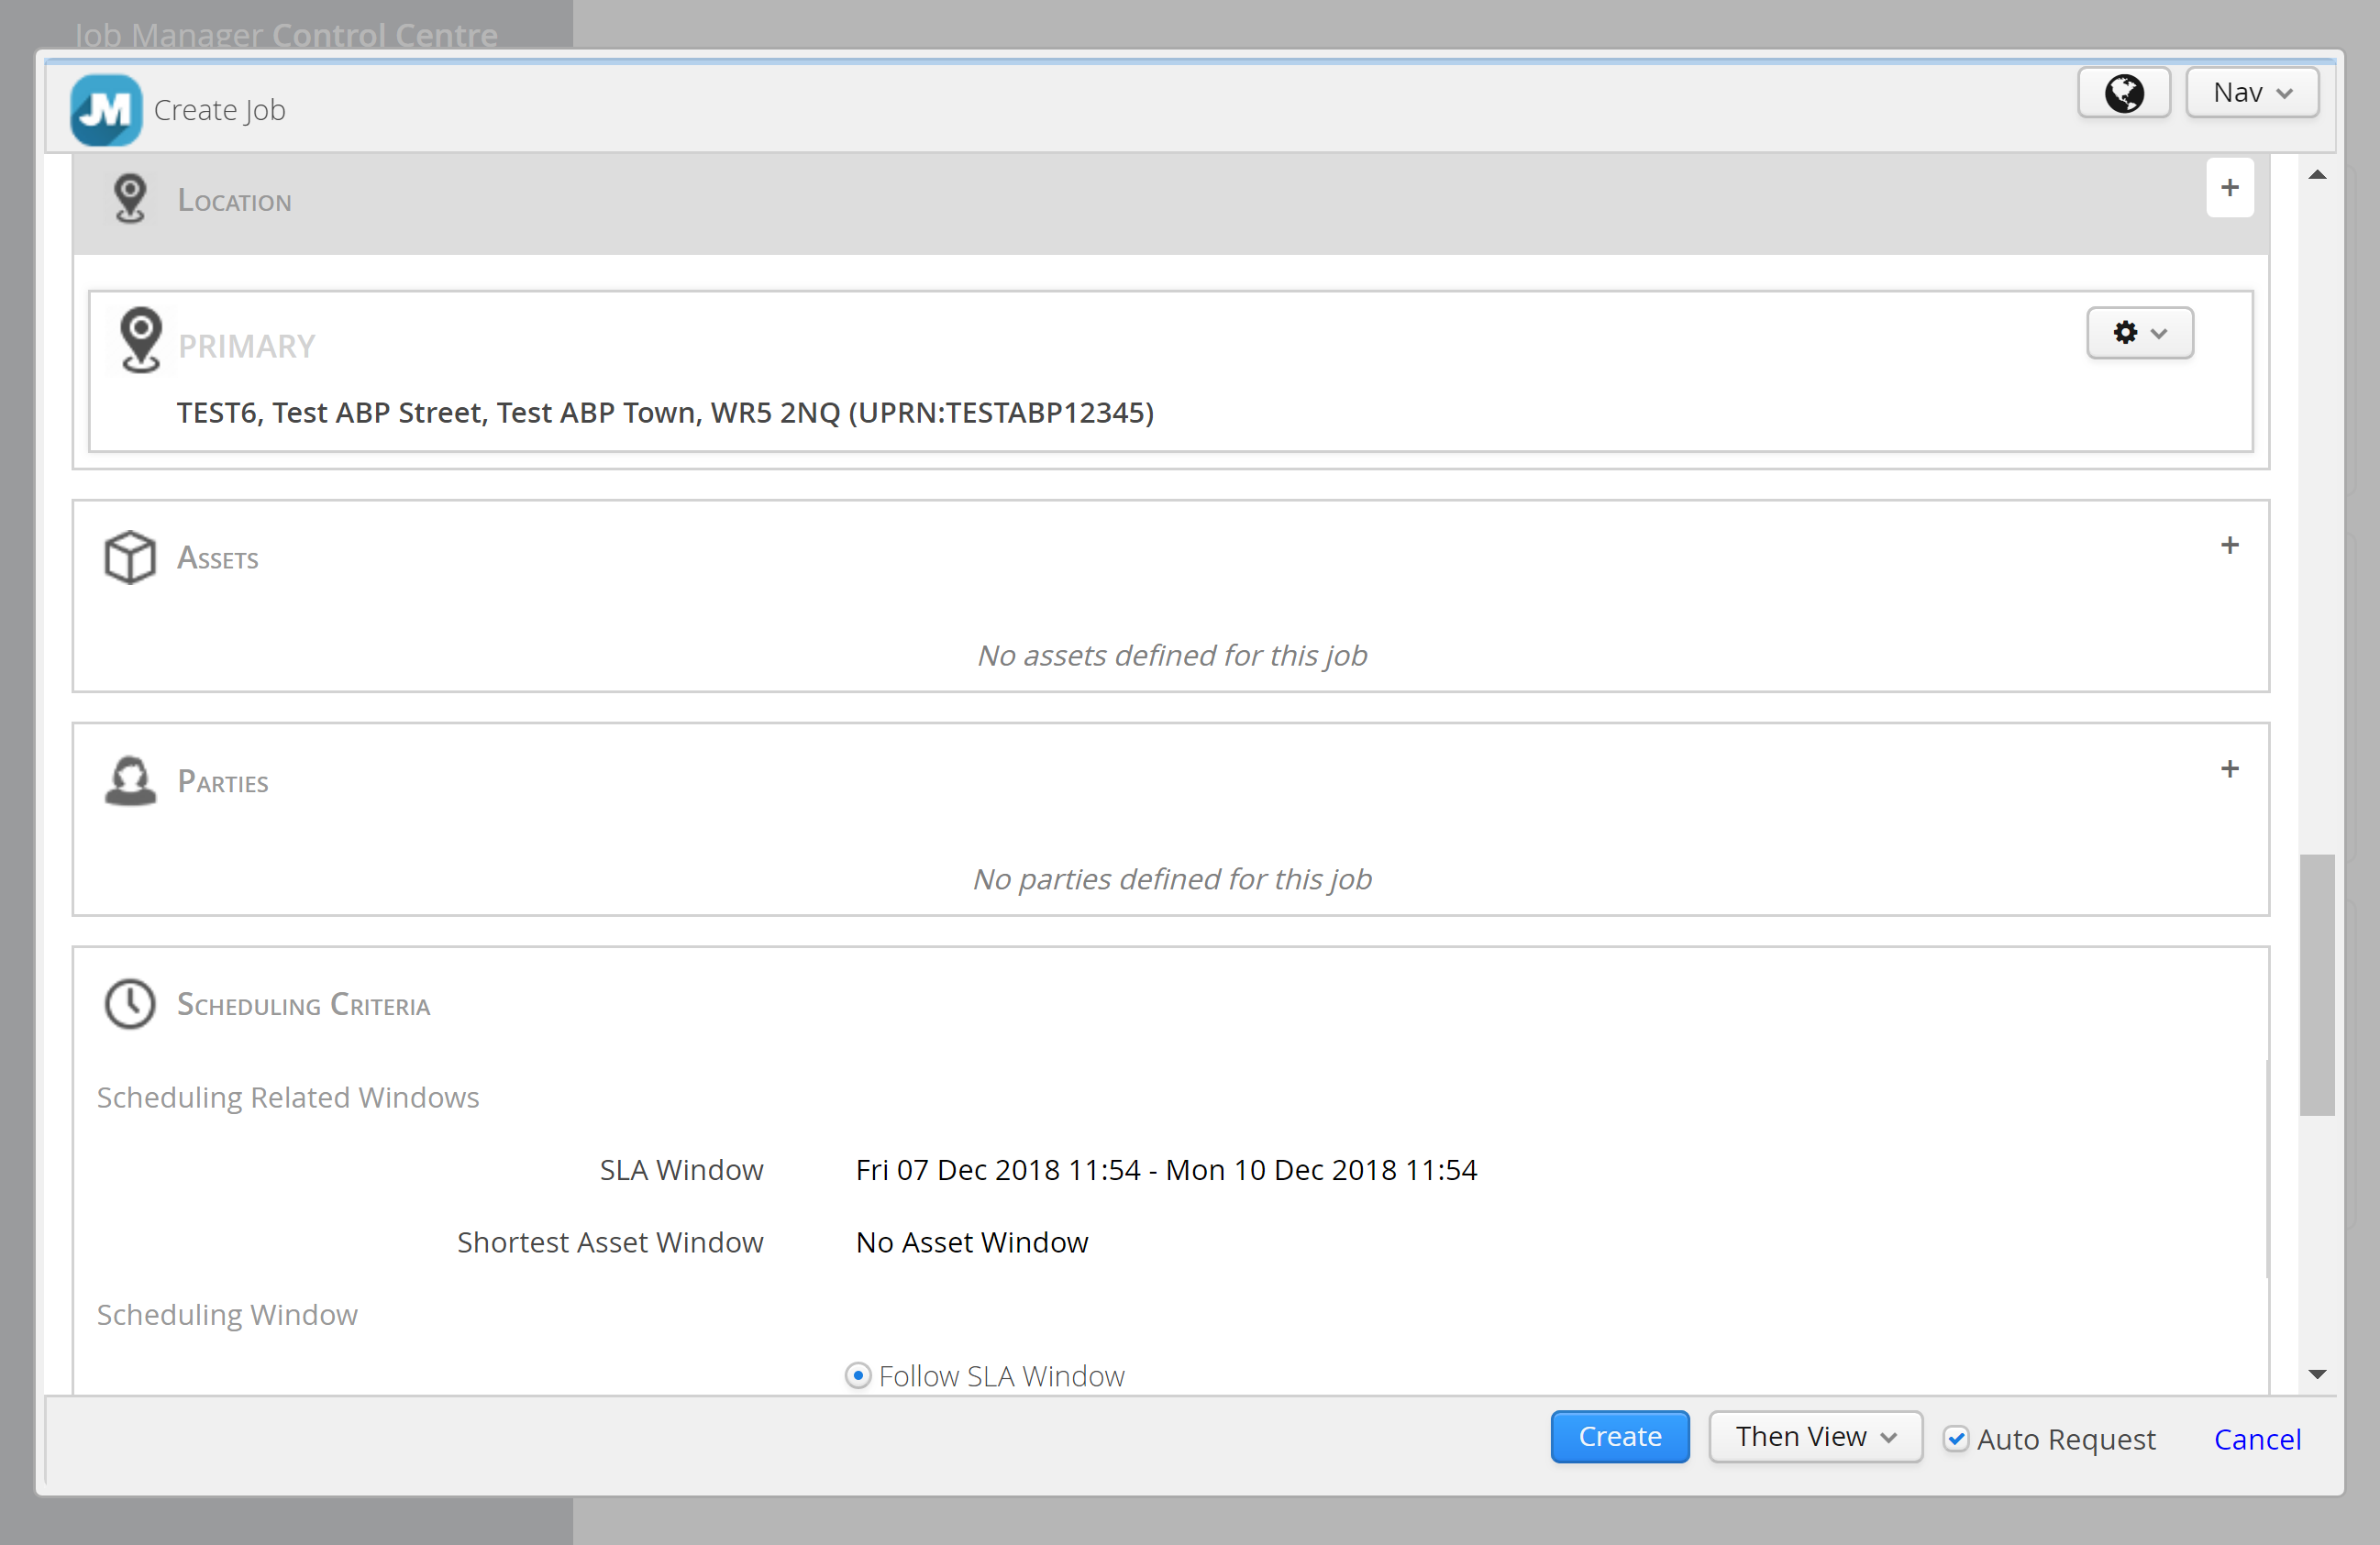 Job Manager Control Centre
JM Create Job
Nav
Location
+
PRIMARY
TEST6, Test ABP Street, Test ABP Town, WR5 2NQ (UPRN:TESTABP12345)
Assets
+
No assets defined for this job
Parties
+
No parties defined for this job
Scheduling Criteria
Scheduling Related Windows
SLA Window Fri 07 Dec 2018 11:54 - Mon 10 Dec 2018 11:54
Shortest Asset Window No Asset Window
Scheduling Window
Follow SLA Window
Create Then View Auto Request Cancel